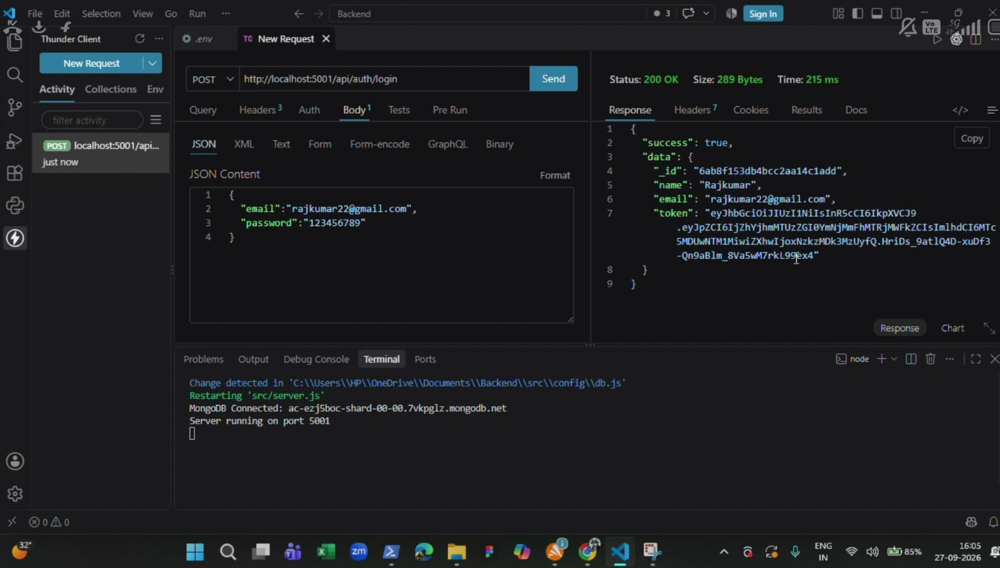 File Edit Selection View Go Run ···
Backend
3
Sign In
Vo LTE
5G
Thunder Client
.env
TC New Request
New Request
POST
http://localhost:5001/api/auth/login
Send
Status: 200 OK Size: 289 Bytes Time: 215 ms
Activity Collections Env
Query Headers 3 Auth Body 1 Tests Pre Run
Response Headers 7 Cookies Results Docs
filter activity
JSON XML Text Form Form-encode GraphQL Binary
POST localhost:5001/api...
just now
JSON Content
Format
1 {
2 "email":"rajkumar22@gmail.com",
3 "password":"123456789"
4 }
Copy
1 {
2 "success": true,
3 "data": {
4 "_id": "6ab8f153db4bcc2aa14c1add",
5 "name": "Rajkumar",
6 "email": "rajkumar22@gmail.com",
7 "token": "eyJhbGciOiJIUzI1NiIsInR5cCI6IkpXVCJ9
.eyJpZCI6IjZhYjhmMTUzZGI0YmNjMmFhMTRjMWFkZCIsImlhdCI6MTc
5MDUwNTM1MiwiZXhwIjoxNzkzMDk3MzUyfQ.HriDs_9atlQ4D-xuDf3
-Qn9aBlm_8Va5wM7rkL99ex4"
8 }
9 }
Response Chart
Problems Output Debug Console Terminal Ports
node
Change detected in 'C:\\Users\\HP\\OneDrive\\Documents\\Backend\\src\\config\\db.js'
Restarting 'src/server.js'
MongoDB Connected: ac-ezj5boc-shard-00-00.7vkpglz.mongodb.net
Server running on port 5001
0 0
32°
zm
ENG
IN
85%
16:05
27-09-2026